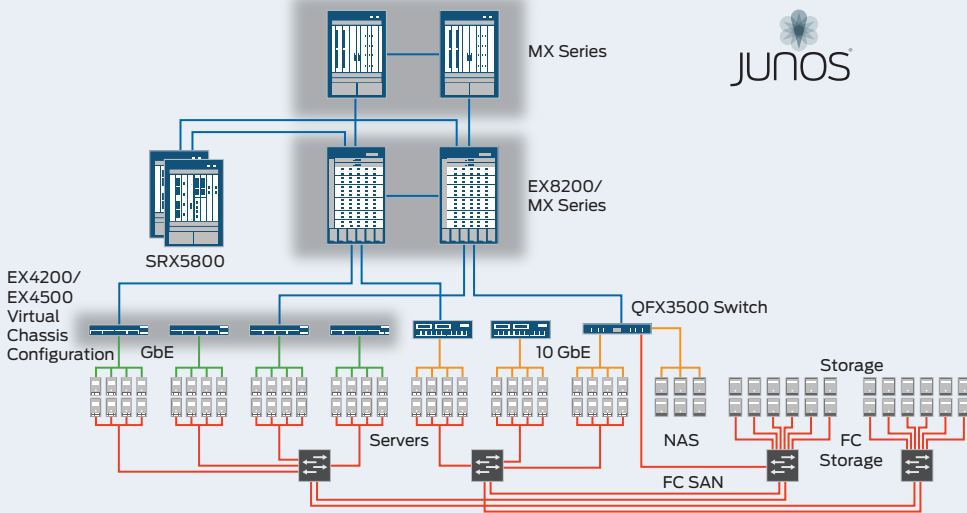 MX Series
JUNOS
EX8200/
MX Series
SRX5800
EX4200/
EX4500
Virtual
Chassis
Configuration
GbE
10 GbE
QFX3500 Switch
Storage
Servers
NAS
FC
Storage
FC SAN